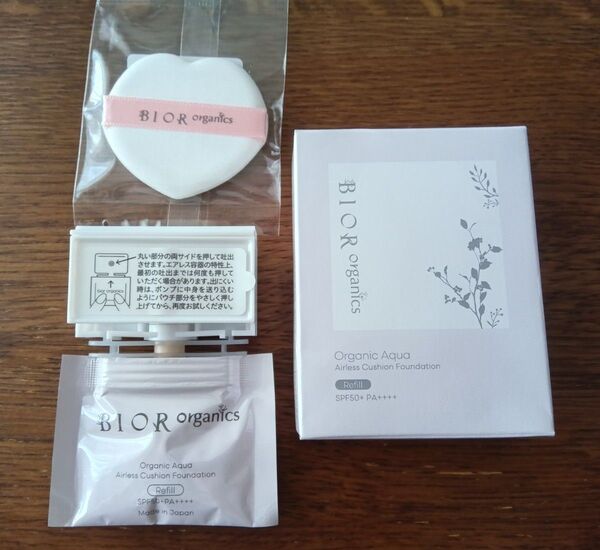 BIOR organics
丸い部分の両サイドを押して吐出
させます。エアレス容器の特性上、
最初の吐出までは何度も押して
いただく場合があります。出にくい
時は、ポンプに中身を送り込む
ようにパウチ部分をやさしく押し
上げてから、再度お試しください。
BIOR organics
BIOR organics
Organic Aqua
Airless Cushion Foundation
Refill
SPF50+ PA++++
Made in Japan
BIOR organics
Organic Aqua
Airless Cushion Foundation
Refill
SPF50+ PA++++